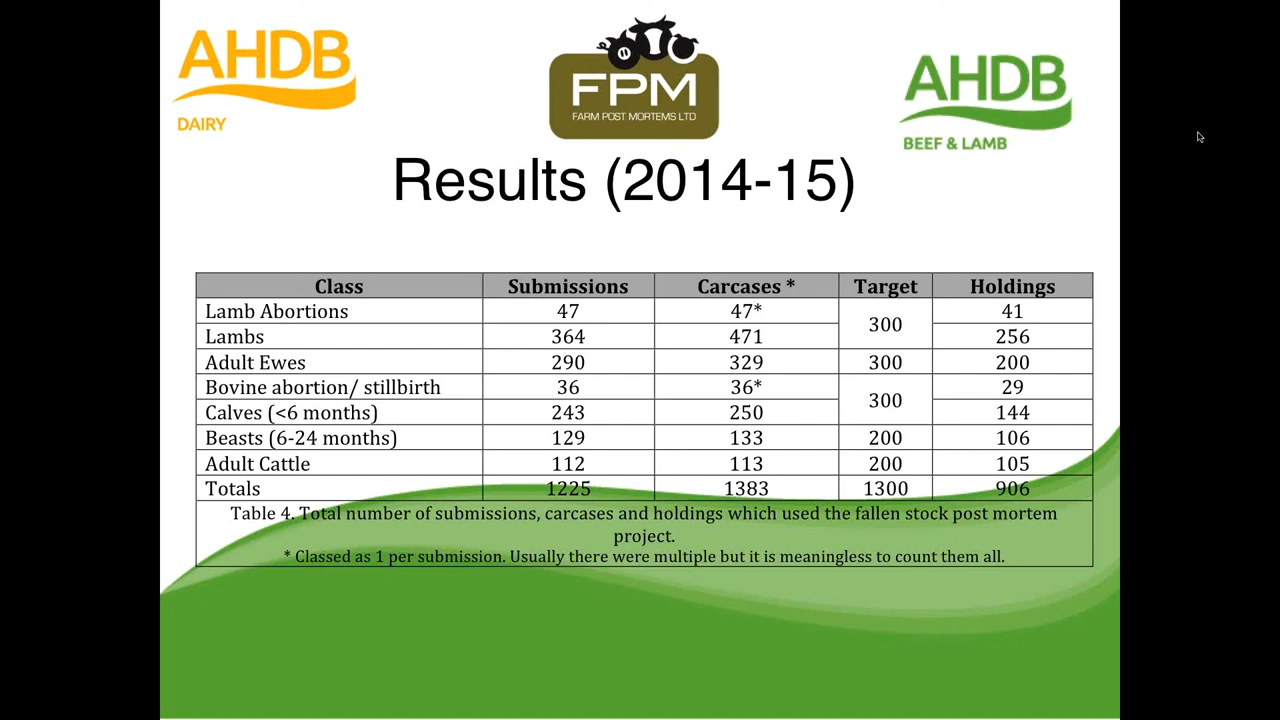 AHDB
DAIRY
FPM
FARM POST MORTEMS LTD
AHDB
BEEF & LAMB
Results (2014-15)
Class Submissions Carcases * Target Holdings
Lamb Abortions 47 47* 300 41
Lambs 364 471 256
Adult Ewes 290 329 300 200
Bovine abortion/ stillbirth 36 36* 300 29
Calves (<6 months) 243 250 144
Beasts (6-24 months) 129 133 200 106
Adult Cattle 112 113 200 105
Totals 1225 1383 1300 906
Table 4. Total number of submissions, carcases and holdings which used the fallen stock post mortem
project.
* Classed as 1 per submission. Usually there were multiple but it is meaningless to count them all.